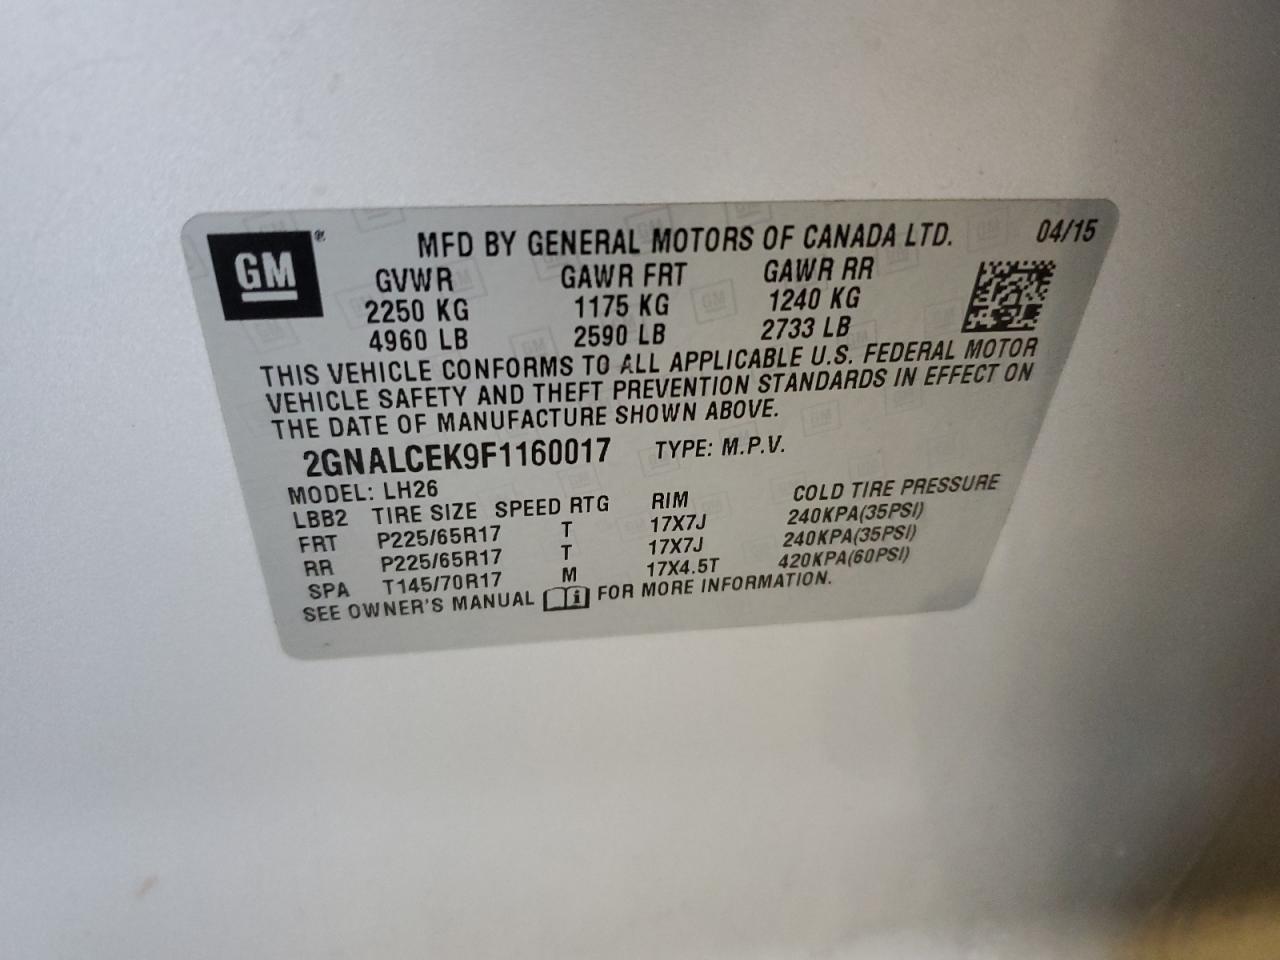 GM® MFD BY GENERAL MOTORS OF CANADA LTD. 04/15
GVWR GAWR FRT GAWR RR
2250 KG 1175 KG 1240 KG
4960 LB 2590 LB 2733 LB
THIS VEHICLE CONFORMS TO ALL APPLICABLE U.S. FEDERAL MOTOR
VEHICLE SAFETY AND THEFT PREVENTION STANDARDS IN EFFECT ON
THE DATE OF MANUFACTURE SHOWN ABOVE.
2GNALCEK9F1160017 TYPE: M.P.V.
MODEL: LH26
LBB2 TIRE SIZE SPEED RTG RIM COLD TIRE PRESSURE
FRT P225/65R17 T 17X7J 240KPA(35PSI)
RR P225/65R17 T 17X7J 240KPA(35PSI)
SPA T145/70R17 M 17X4.5T 420KPA(60PSI)
SEE OWNER'S MANUAL FOR MORE INFORMATION.